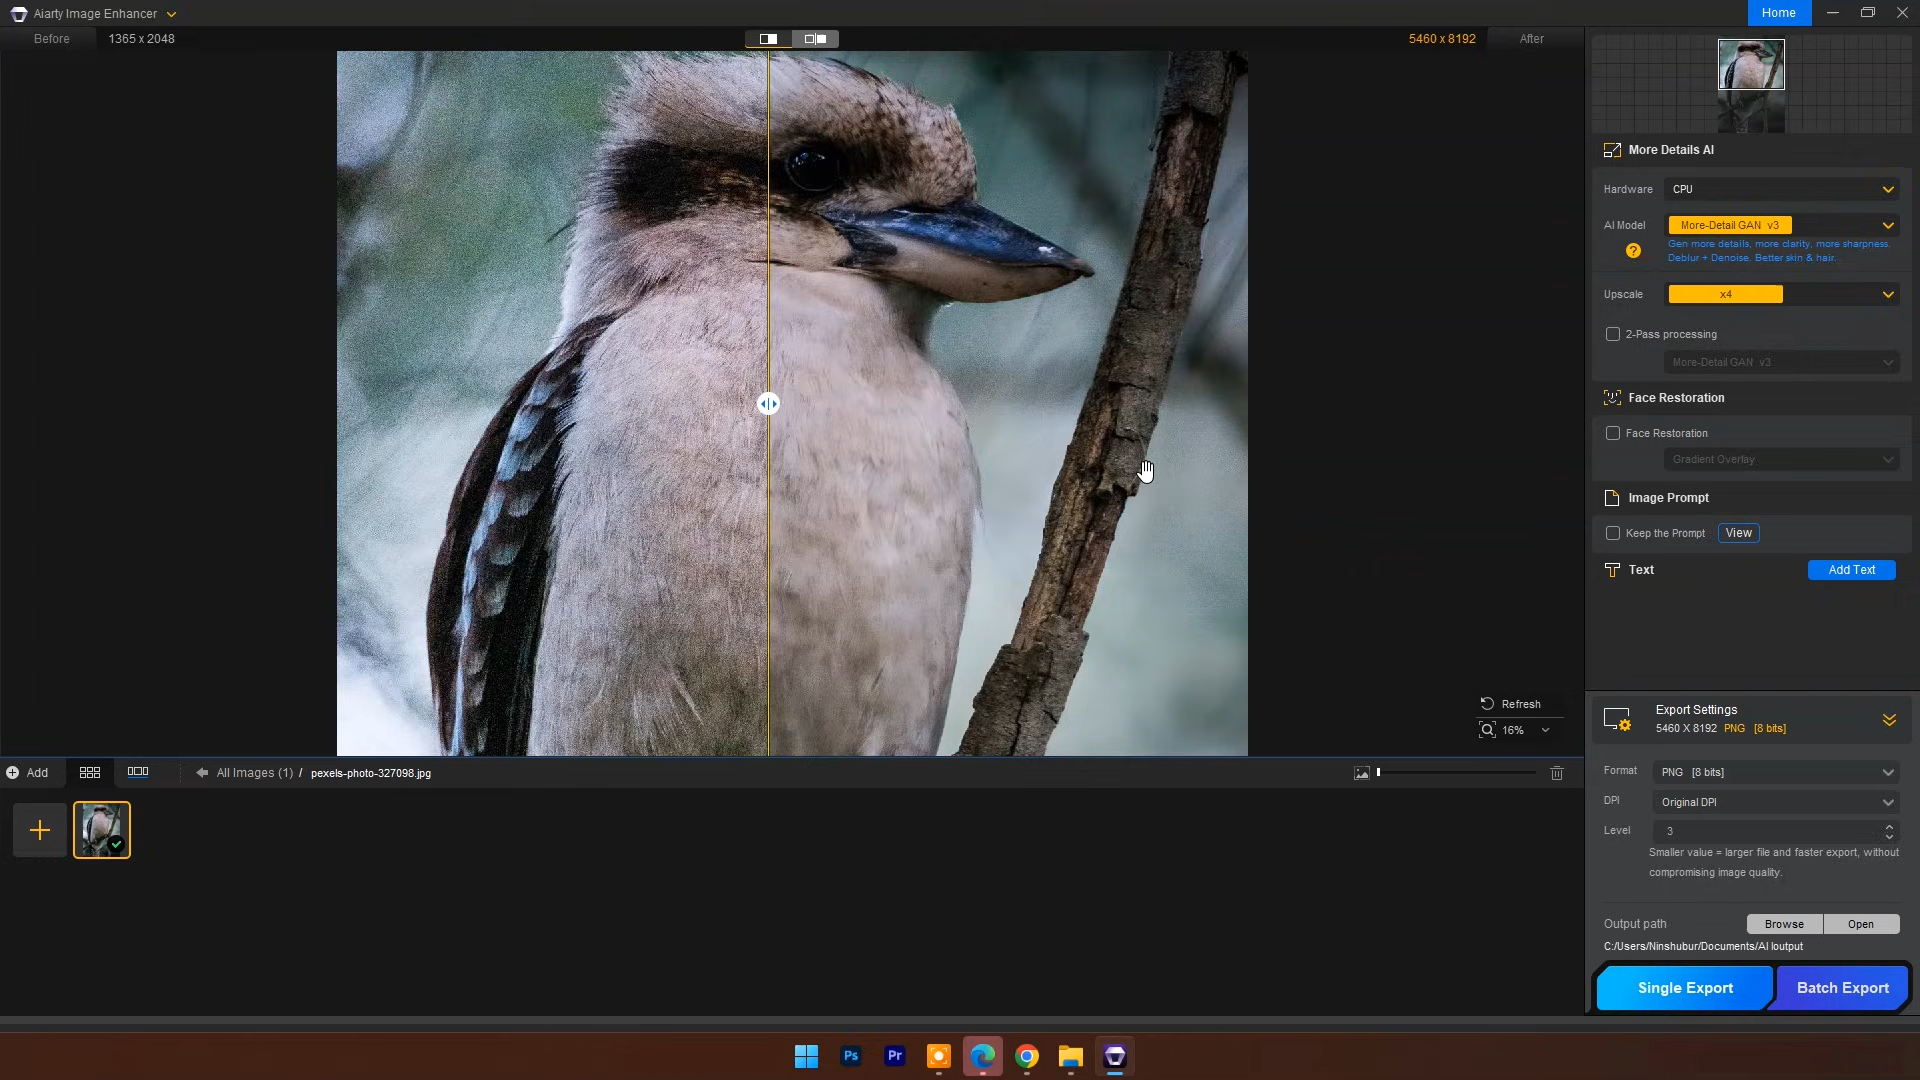 Aiarty Image Enhancer
Home
Before
1365 x 2048
5460 x 8192
After
More Details AI
Hardware
CPU
AI Model
More-Detail GAN v3
Gen more details, more clarity, more sharpness.
Deblur + Denoise. Better skin & hair.
?
Upscale
x4
2-Pass processing
More-Detail GAN v3
Face Restoration
Face Restoration
Gradient Overlay
Image Prompt
Keep the Prompt
View
Text
Add Text
Refresh
16%
Export Settings
5460 X 8192 PNG [8 bits]
Add
All Images (1) / pexels-photo-327098.jpg
Format
PNG [8 bits]
DPI
Original DPI
Level
3
Smaller value = larger file and faster export, without
compromising image quality.
Output path
Browse
Open
C:/Users/Ninshubur/Documents/AI Ioutput
Single Export
Batch Export
Ps
Pr